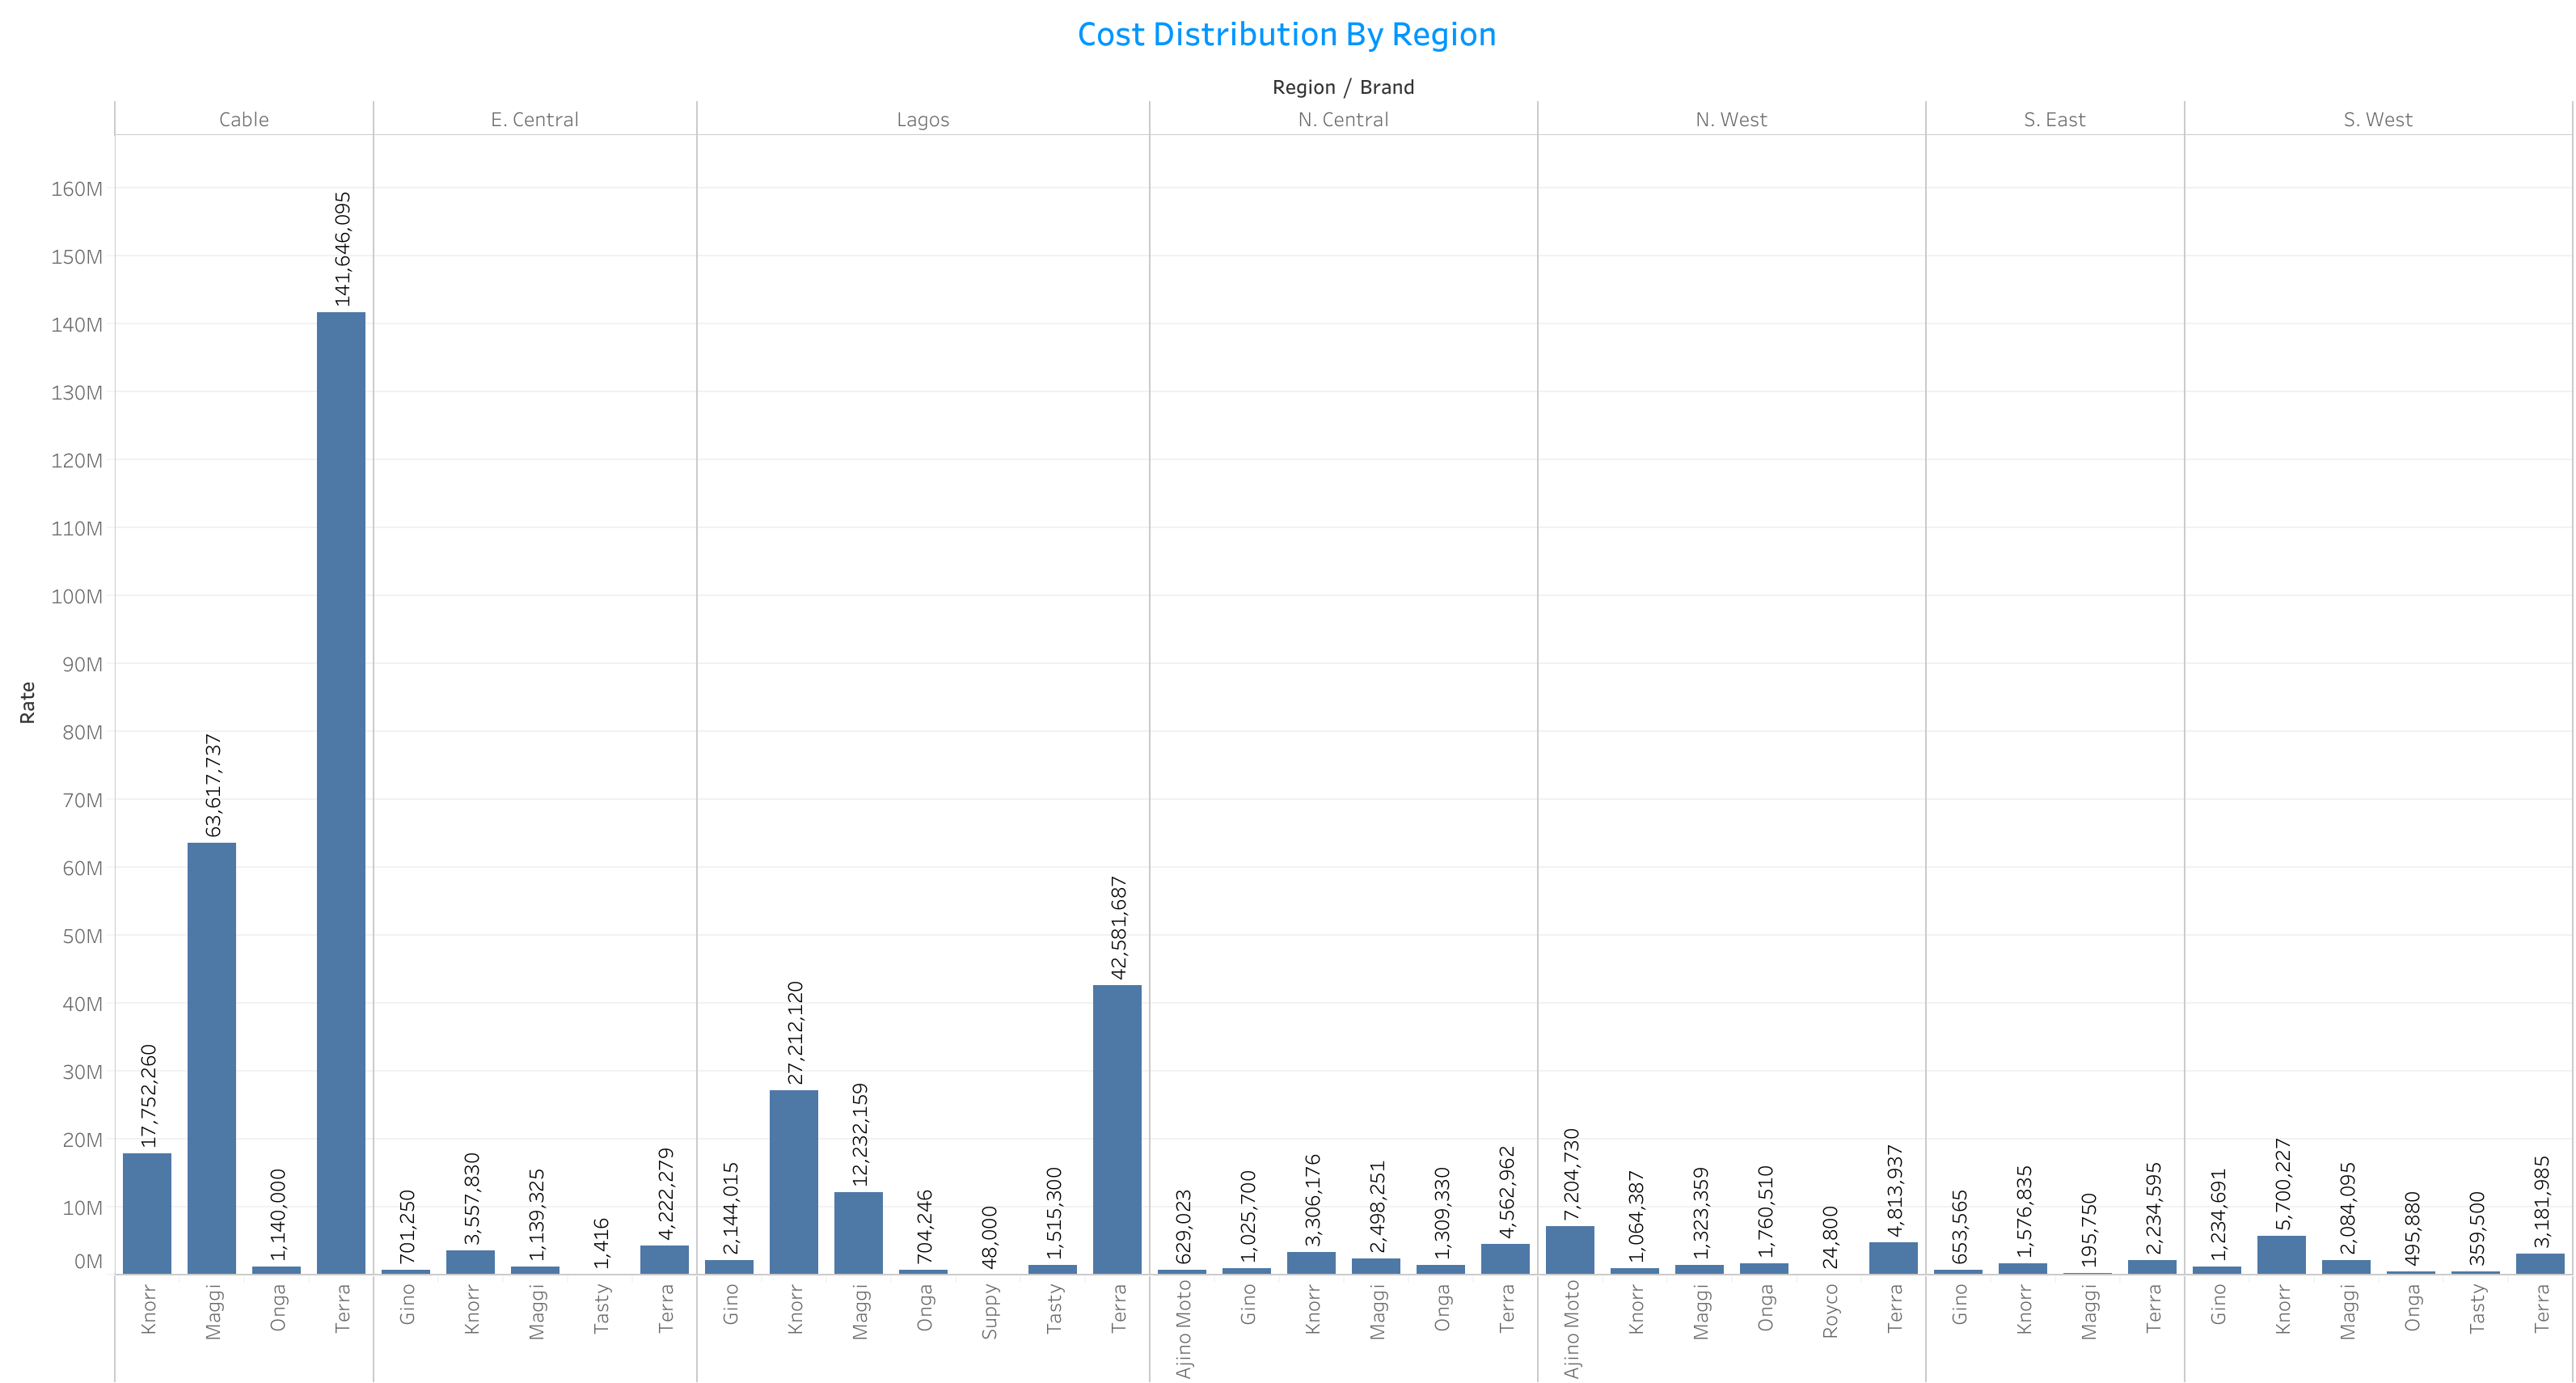 Cost Distribution By Region
Region / Brand
Cable E. Central Lagos N. Central N. West S. East S. West
Rate
160M
150M
140M
130M
120M
110M
100M
90M
80M
70M
60M
50M
40M
30M
20M
10M
0M
17,752,260
63,617,737
1,140,000
141,646,095
701,250
3,557,830
1,139,325
1,416
4,222,279
2,144,015
27,212,120
12,232,159
704,246
48,000
1,515,300
42,581,687
629,023
1,025,700
3,306,176
2,498,251
1,309,330
4,562,962
7,204,730
1,064,387
1,323,359
1,760,510
24,800
4,813,937
653,565
1,576,835
195,750
2,234,595
1,234,691
5,700,227
2,084,095
495,880
359,500
3,181,985
Knorr
Maggi
Onga
Terra
Gino
Knorr
Maggi
Tasty
Terra
Gino
Knorr
Maggi
Onga
Suppy
Tasty
Terra
Ajino Moto
Gino
Knorr
Maggi
Onga
Terra
Ajino Moto
Knorr
Maggi
Onga
Royco
Terra
Gino
Knorr
Maggi
Terra
Gino
Knorr
Maggi
Onga
Tasty
Terra